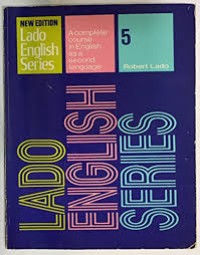 NEW EDITION
Lado
English
Series
A complete
course
in English
as a
second
language
5
Robert Lado
LADO
ENGLISH
SERIES